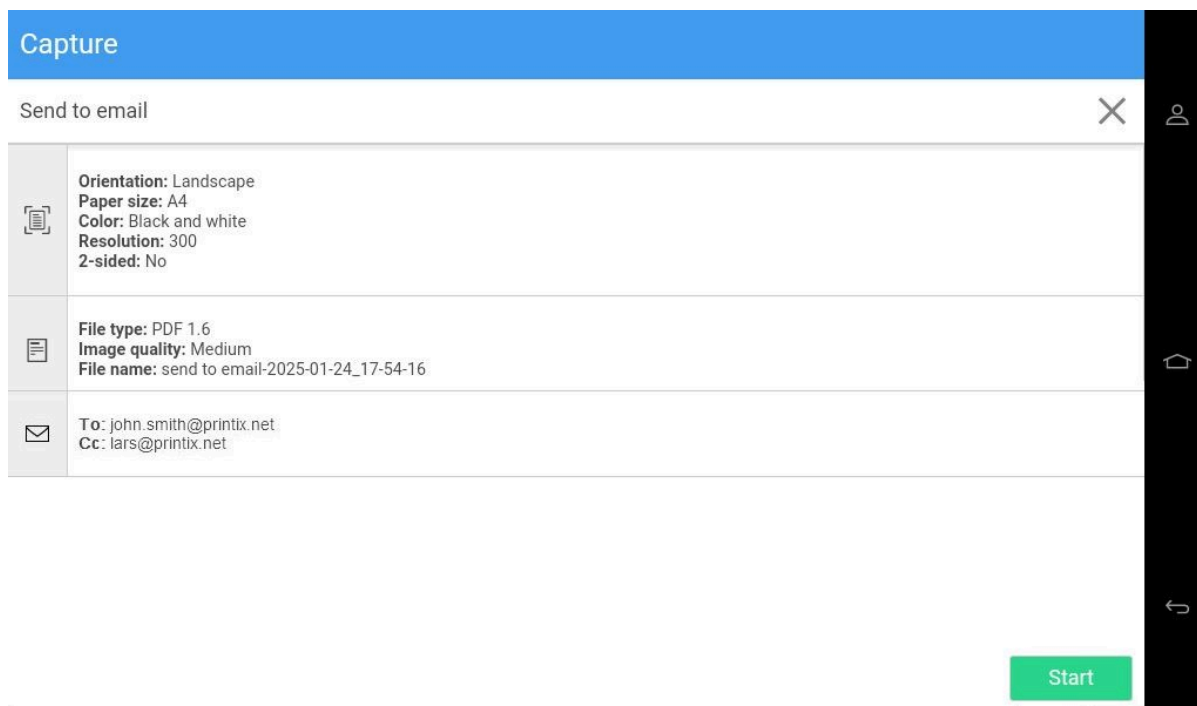 Capture
Send to email
Orientation: Landscape
Paper size: A4
Color: Black and white
Resolution: 300
2-sided: No
File type: PDF 1.6
Image quality: Medium
File name: send to email-2025-01-24_17-54-16
To: john.smith@printix.net
Cc: lars@printix.net
Start